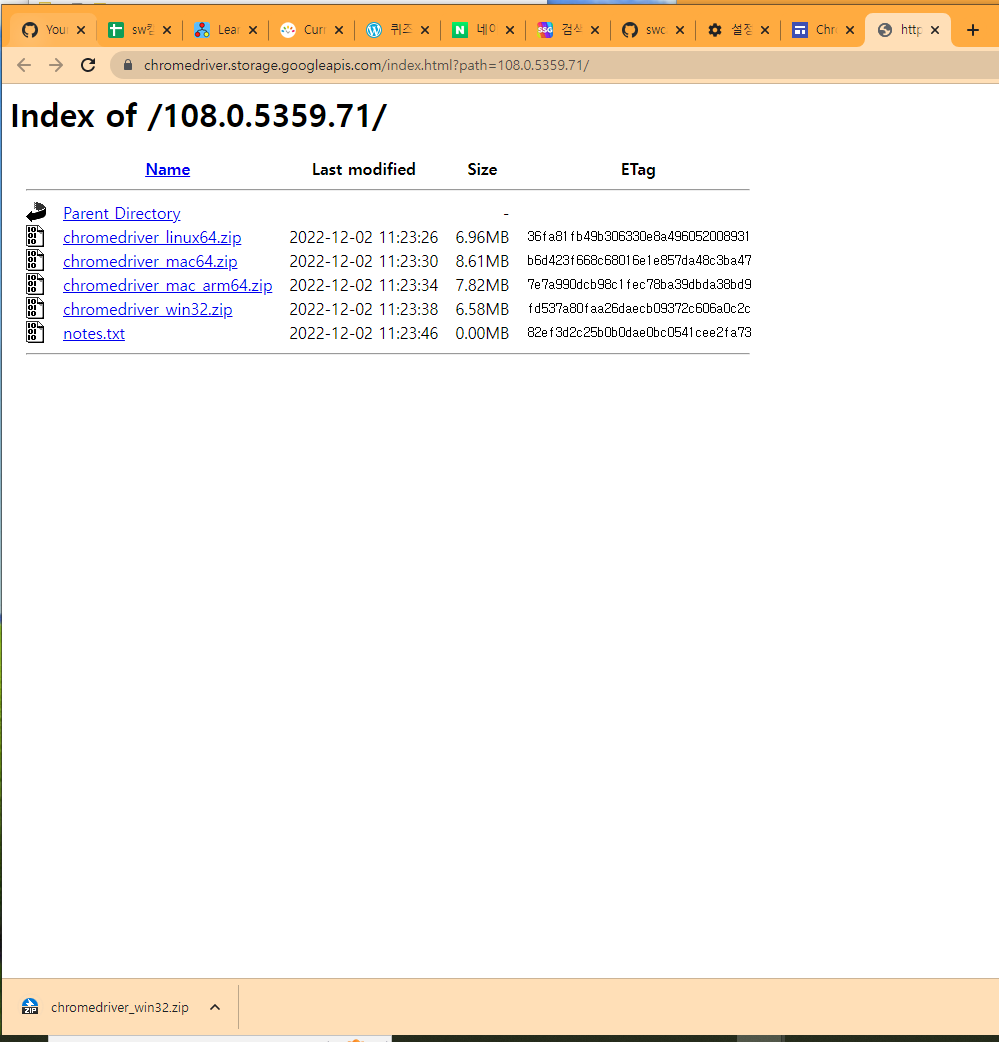 You
sw캠
Lear
Curr
퀴즈
네이
검색
swc
설정
Chr
http
chromedriver.storage.googleapis.com/index.html?path=108.0.5359.71/
Index of /108.0.5359.71/
Name Last modified Size ETag
Parent Directory -
chromedriver_linux64.zip 2022-12-02 11:23:26 6.96MB 36fa81fb49b306330e8a496052008931
chromedriver_mac64.zip 2022-12-02 11:23:30 8.61MB b6d423f668c68016e1e857da48c3ba47
chromedriver_mac_arm64.zip 2022-12-02 11:23:34 7.82MB 7e7a990dcb98c1fec78ba39dbda38bd9
chromedriver_win32.zip 2022-12-02 11:23:38 6.58MB fd537a80faa26daecb09372c606a0c2c
notes.txt 2022-12-02 11:23:46 0.00MB 82ef3d2c25b0b0dae0bc0541cee2fa73
chromedriver_win32.zip